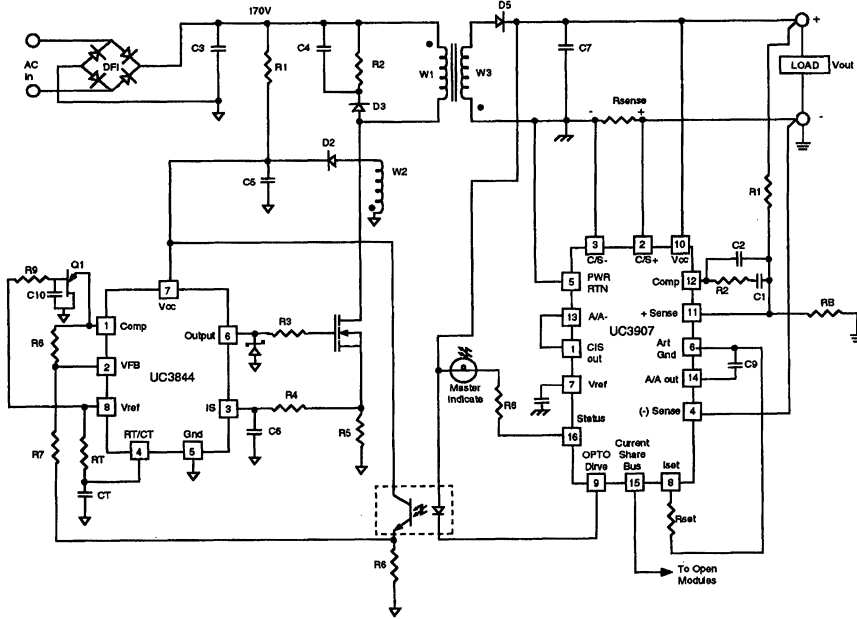 170V
D5
+
AC
in
DFI
C3
C4
R1
R2
D3
W1
W3
C7
LOAD
Vout
-
Rsense
+
-
D2
C5
W2
R1
R9
Q1
C10
7
Vcc
3
C/S-
2
C/S+
10
Vcc
C2
R2
C1
5
PWR
RTN
Comp
12
1
Comp
Output
6
R3
13
A/A-
+ Sense
11
RB
R6
UC3907
2
VFB
UC3844
1
CIS
out
Art
Gnd
6
C9
Master
Indicate
7
Vref
A/A out
14
8
Vref
IS
3
R4
R6
(-) Sense
4
C6
R5
Status
16
R7
RT
RT/CT
4
Gnd
5
OPTO
Dirve
9
Current
Share
Bus
15
Iset
8
CT
Rset
R6
To Open
Modules